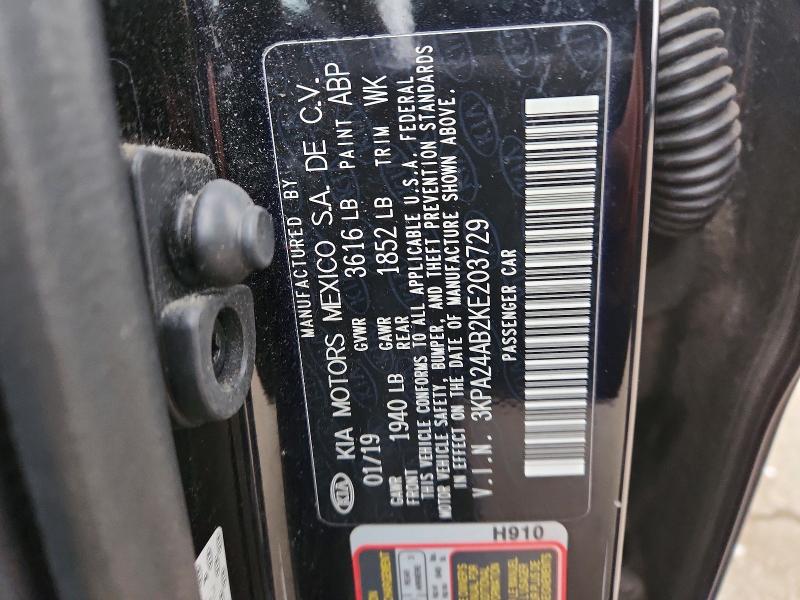 MANUFACTURED BY
KIA KIA MOTORS MEXICO S.A. DE C.V.
01/19 GVWR 3616 LB PAINT ABP
GAWR FRONT 1940 LB GAWR REAR 1852 LB TRIM WK
THIS VEHICLE CONFORMS TO ALL APPLICABLE U.S.A. FEDERAL
MOTOR VEHICLE SAFETY, BUMPER, AND THEFT PREVENTION STANDARDS
IN EFFECT ON THE DATE OF MANUFACTURE SHOWN ABOVE.
V.I.N. 3KPA24AB2KE203729
PASSENGER CAR
H910